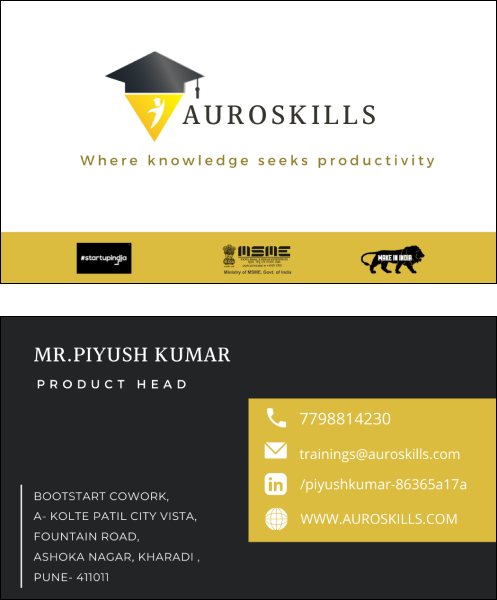 AUROSKILLS
Where knowledge seeks productivity
#startupindia
MSME
Ministry of MSME, Govt. of India
MAKE IN INDIA
MR.PIYUSH KUMAR
PRODUCT HEAD
7798814230
trainings@auroskills.com
in
/piyushkumar-86365a17a
WWW.AUROSKILLS.COM
BOOTSTART COWORK,
A- KOLTE PATIL CITY VISTA,
FOUNTAIN ROAD,
ASHOKA NAGAR, KHARADI ,
PUNE- 411011